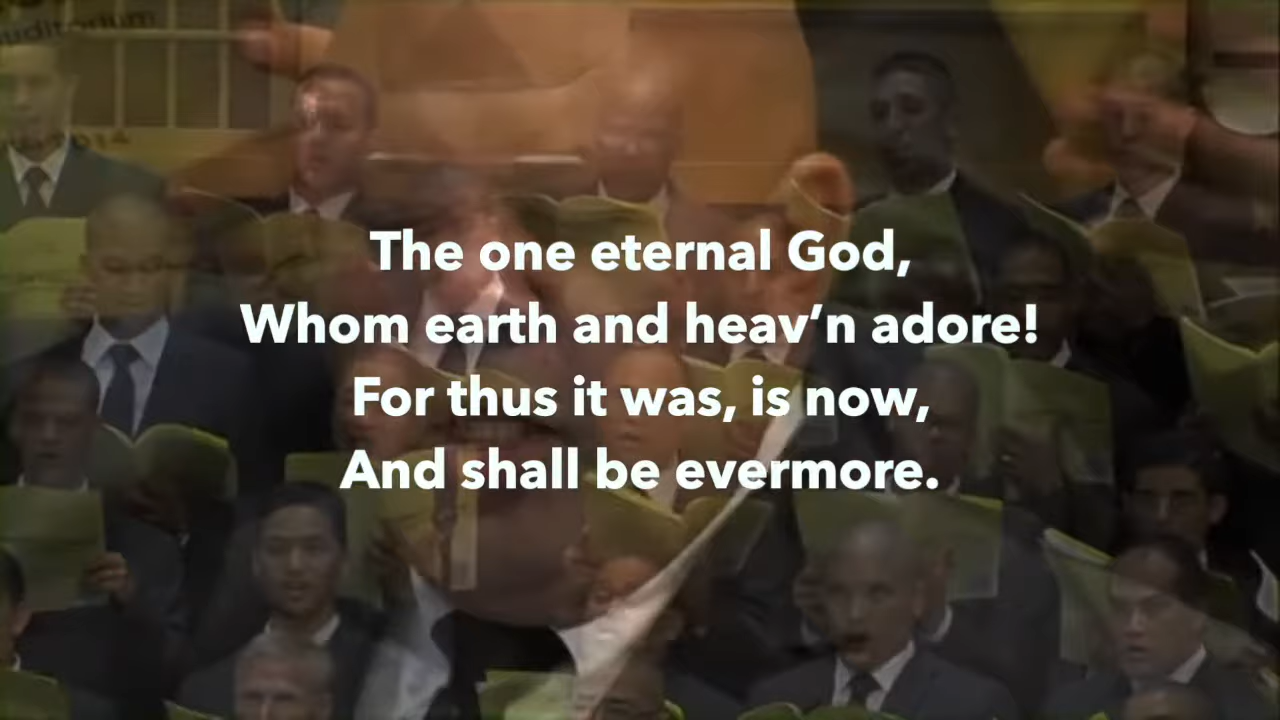 auditorium
The one eternal God,
Whom earth and heav’n adore!
For thus it was, is now,
And shall be evermore.